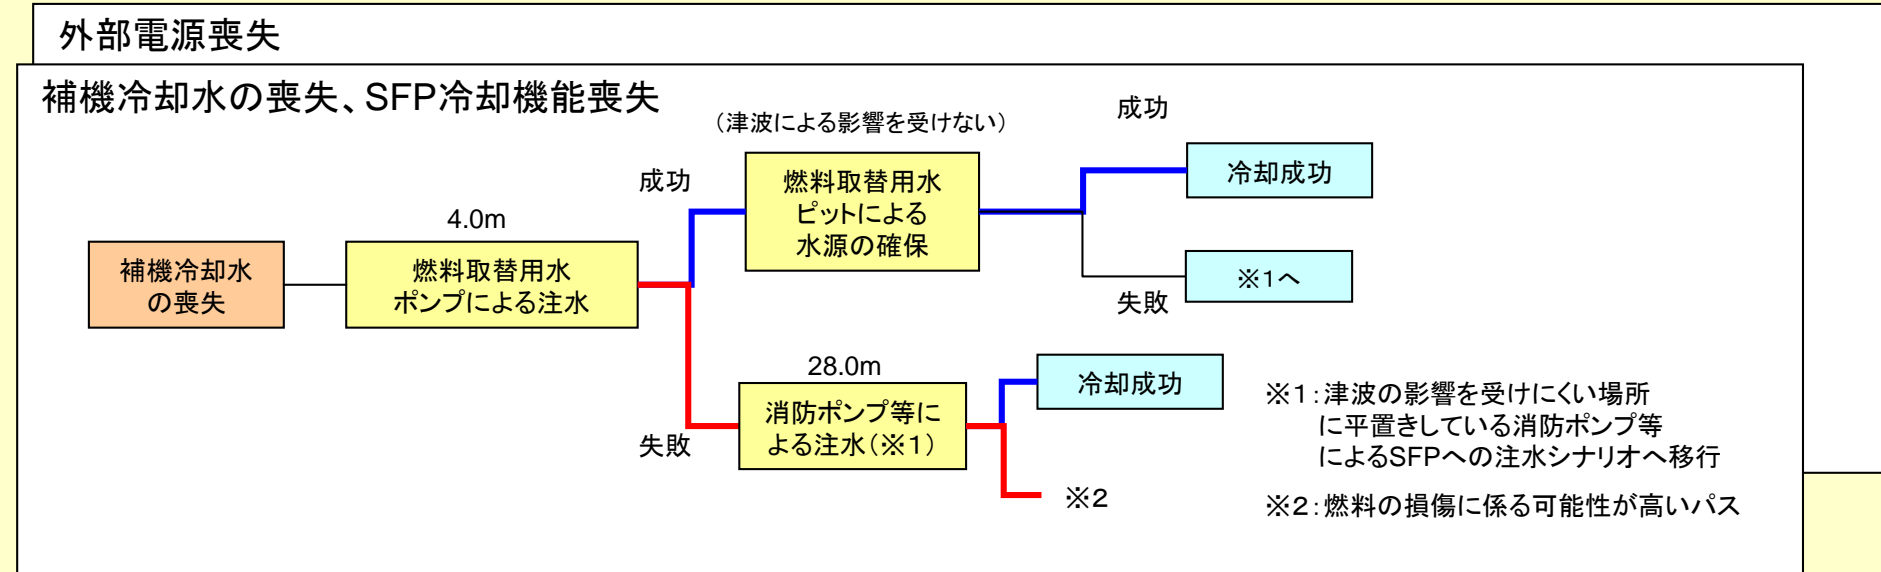 外部電源喪失
補機冷却水の喪失、SFP冷却機能喪失
（津波による影響を受けない）
成功
成功
燃料取替用水
ピットによる
水源の確保
冷却成功
4.0m
補機冷却水
の喪失
燃料取替用水
ポンプによる注水
※1へ
失敗
28.0m
消防ポンプ等に
よる注水（※1）
失敗
冷却成功
※2
※1：津波の影響を受けにくい場所
に平置きしている消防ポンプ等
によるSFPへの注水シナリオへ移行
※2：燃料の損傷に係る可能性が高いパス